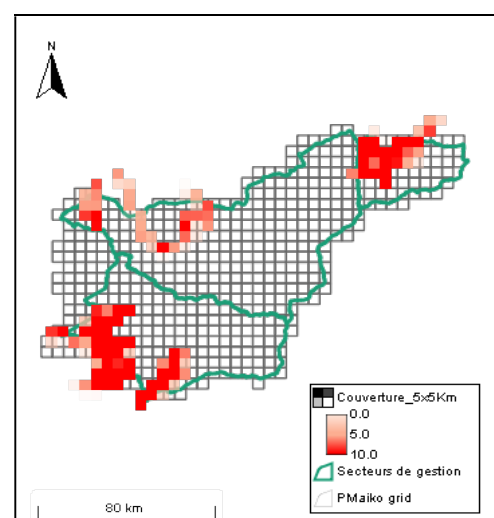 N
Couverture_5x5Km
0.0
5.0
10.0
Secteurs de gestion
PMaiko grid
80 km